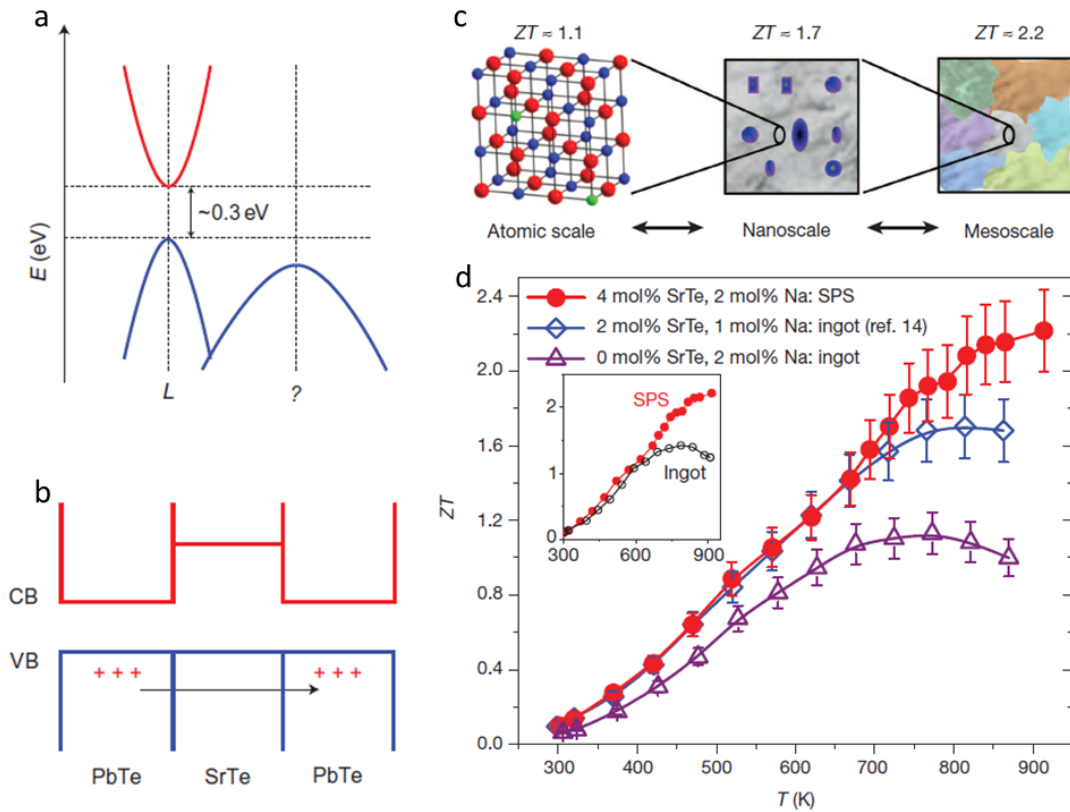 a
E (eV)
~0.3 eV
L
?
b
CB
VB
+ + +
+ + +
PbTe
SrTe
PbTe
c
ZT ≈ 1.1
ZT ≈ 1.7
ZT ≈ 2.2
Atomic scale
Nanoscale
Mesoscale
d
4 mol% SrTe, 2 mol% Na: SPS
2 mol% SrTe, 1 mol% Na: ingot (ref. 14)
0 mol% SrTe, 2 mol% Na: ingot
2.4
2.0
1.6
1.2
0.8
0.4
0.0
ZT
300
400
500
600
700
800
900
T (K)
SPS
Ingot
2
1
0
300
600
900